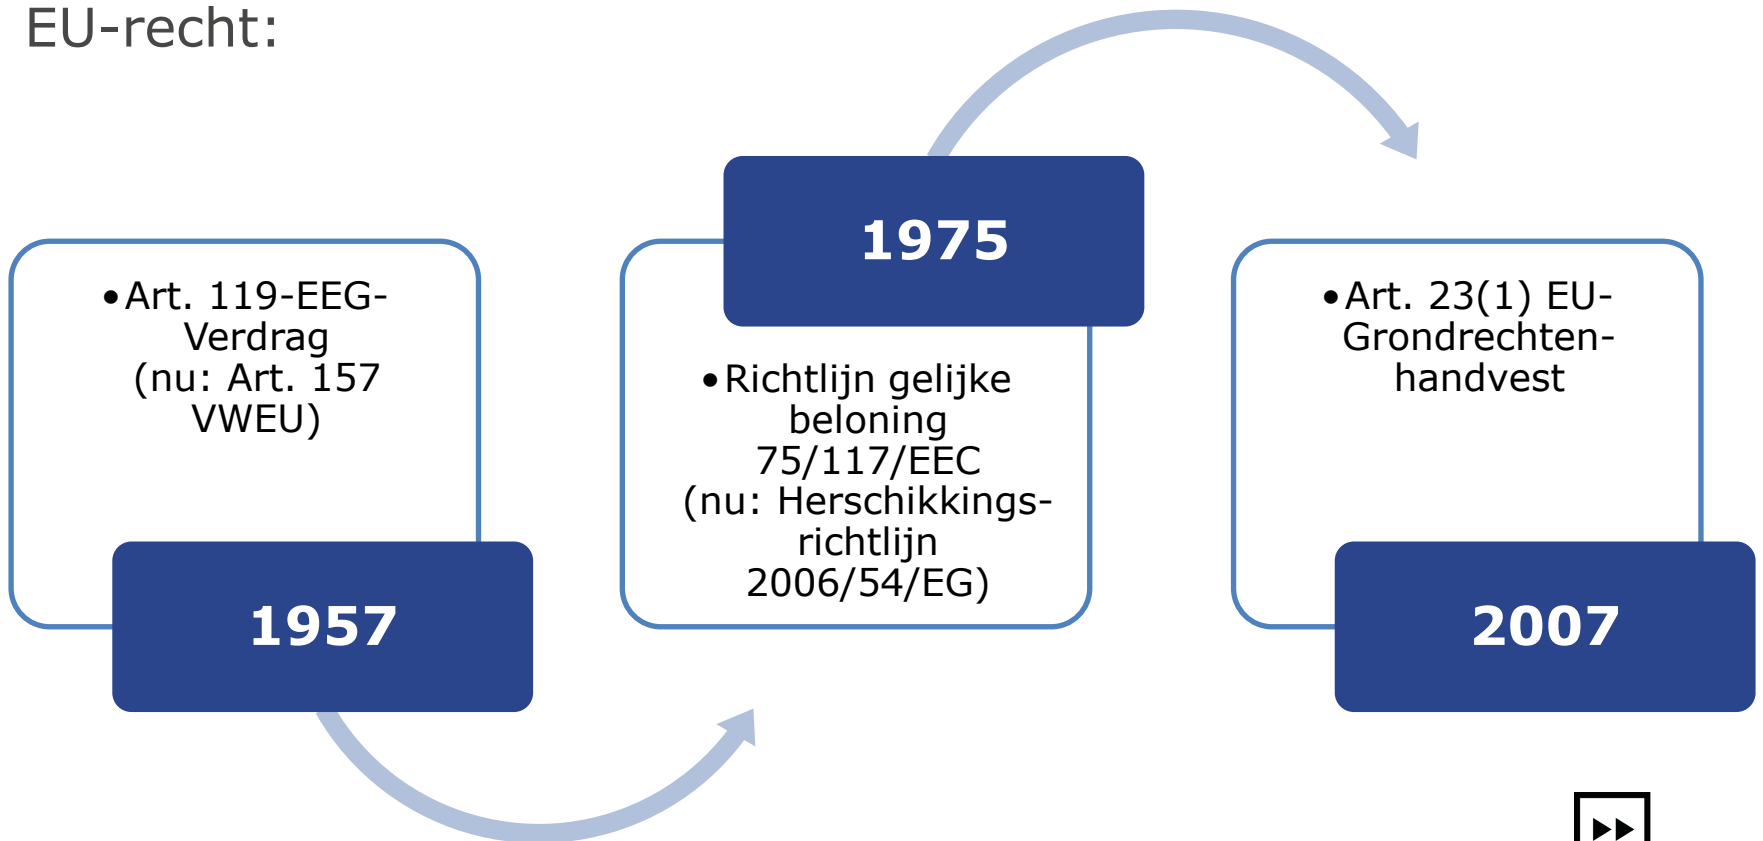 EU-recht:
•Art. 119-EEG-
Verdrag
(nu: Art. 157
VWEU)
1957
1975
•Richtlijn gelijke
beloning
75/117/EEC
(nu: Herschikkings-
richtlijn
2006/54/EG)
•Art. 23(1) EU-
Grondrechten-
handvest
2007